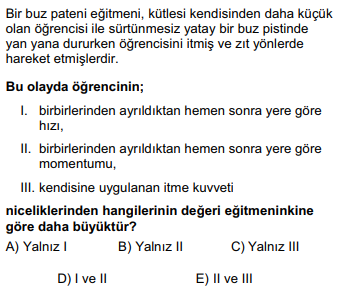 Bir buz pateni eğitmeni, kütlesi kendisinden daha küçük
olan öğrencisi ile sürtünmesiz yatay bir buz pistinde
yan yana dururken öğrencisini itmiş ve zıt yönlerde
hareket etmişlerdir.
Bu olayda öğrencinin;
I. birbirlerinden ayrıldıktan hemen sonra yere göre
hızı,
II. birbirlerinden ayrıldıktan hemen sonra yere göre
momentumu,
III. kendisine uygulanan itme kuvveti
niceliklerinden hangilerinin değeri eğitmeninkine
göre daha büyüktür?
A) Yalnız I B) Yalnız II C) Yalnız III
D) I ve II E) II ve III